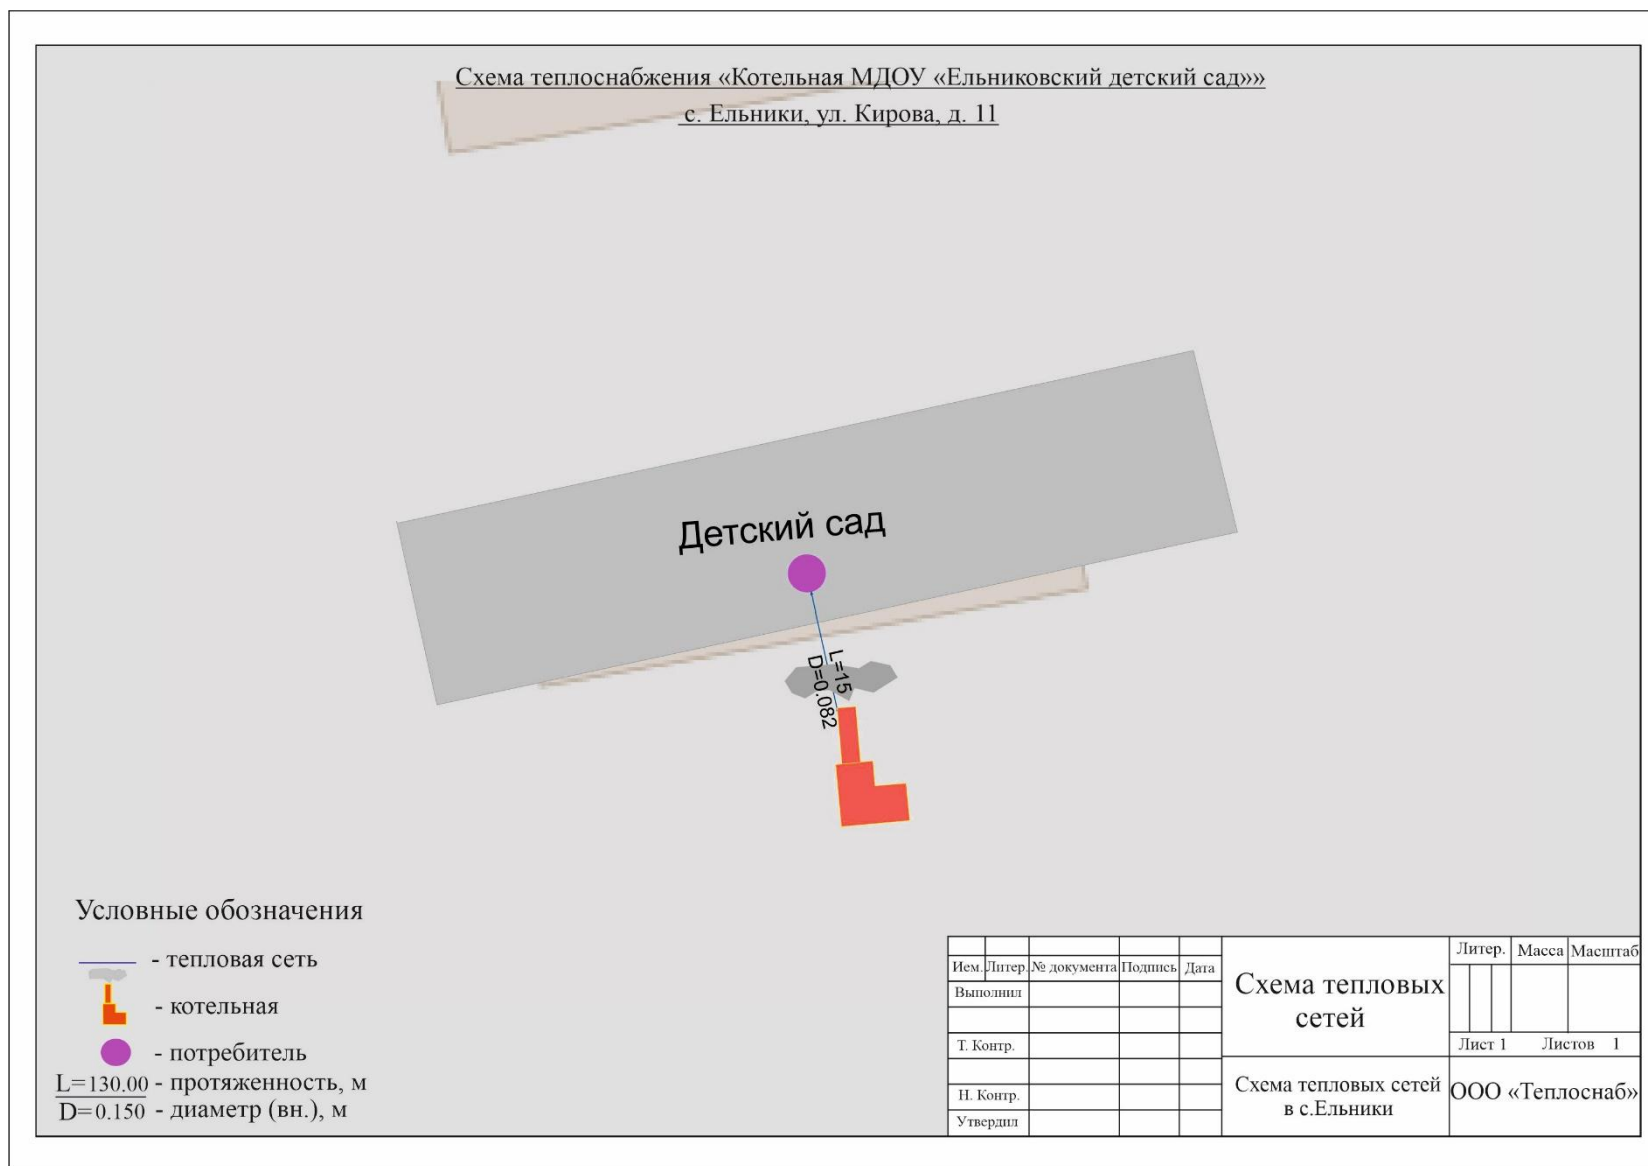 Схема теплоснабжения «Котельная МДОУ «Ельниковский детский сад»»
с. Ельники, ул. Кирова, д. 11
Детский сад
L=15
D=0.082
Условные обозначения
- тепловая сеть
- котельная
- потребитель
L=130.00 - протяженность, м
D=0.150 - диаметр (вн.), м
Ием. Литер. № документа Подпись Дата
Выполнил
Т. Контр.
Н. Контр.
Утвердил
Схема тепловых
сетей
Литер. Масса Масштаб
Лист 1 Листов 1
Схема тепловых сетей
в с.Ельники
ООО «Теплоснаб»